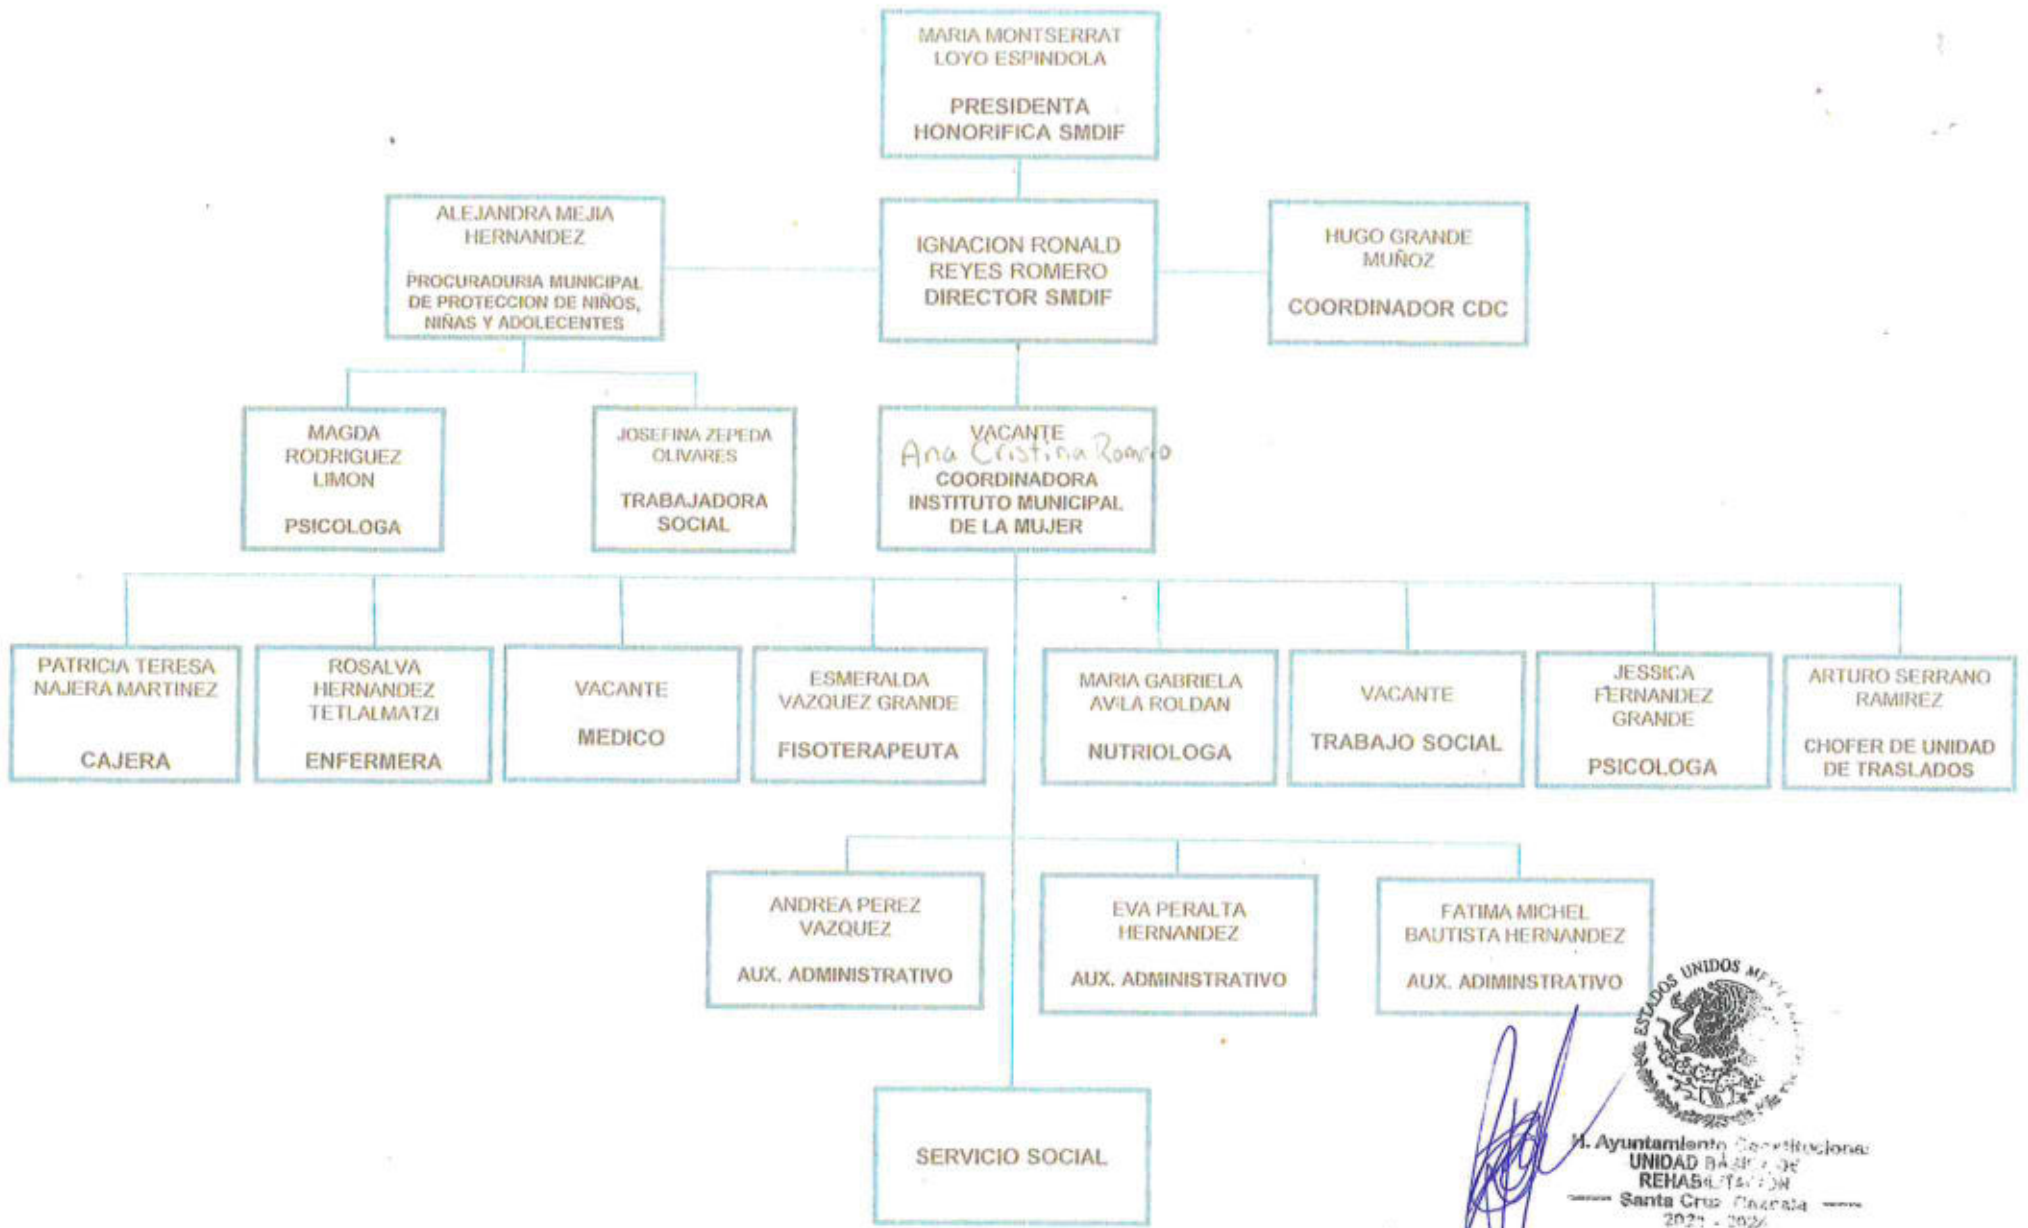 MARIA MONTSERRAT
LOYO ESPINDOLA
PRESIDENTA
HONORIFICA SMDIF
ALEJANDRA MEJIA
HERNANDEZ
PROCURADURIA MUNICIPAL
DE PROTECCION DE NIÑOS,
NIÑAS Y ADOLECENTES
IGNACION RONALD
REYES ROMERO
DIRECTOR SMDIF
HUGO GRANDE
MUÑOZ
COORDINADOR CDC
MAGDA
RODRIGUEZ
LIMON
PSICOLOGA
JOSEFINA ZEPEDA
OLIVARES
TRABAJADORA
SOCIAL
VACANTE
Ana Cristina
COORDINADORA
INSTITUTO MUNICIPAL
DE LA MUJER
PATRICIA TERESA
NAJERA MARTINEZ
CAJERA
ROSALVA
HERNANDEZ
TETLALMATZI
ENFERMERA
VACANTE
MEDICO
ESMERALDA
VAZQUEZ GRANDE
FISOTERAPEUTA
MARIA GABRIELA
AVILA ROLDAN
NUTRIOLOGA
VACANTE
TRABAJO SOCIAL
JESSICA
FERNANDEZ
GRANDE
PSICOLOGA
ARTURO SERRANO
RAMIREZ
CHOFER DE UNIDAD
DE TRASLADOS
ANDREA PEREZ
VAZQUEZ
AUX. ADMINISTRATIVO
EVA PERALTA
HERNANDEZ
AUX. ADMINISTRATIVO
FATIMA MICHEL
BAUTISTA HERNANDEZ
AUX. ADIMINSTRATIVO
SERVICIO SOCIAL
ESTADOS UNIDOS
H. Ayuntamiento Constitucional
UNIDAD BASICA DE
REHABILITACION
Santa Cruz